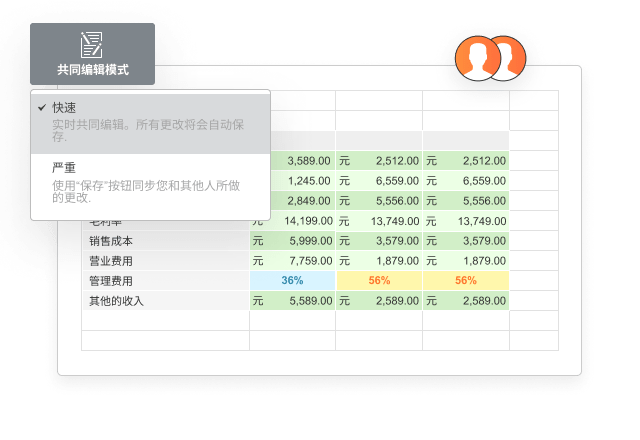 共同编辑模式
快速
实时共同编辑。所有更改将会自动保
存.
严重
使用“保存”按钮同步您和其他人所做
的更改.
3,589.00 元 2,512.00 元 2,512.00
1,245.00 元 6,559.00 元 6,559.00
2,849.00 元 5,556.00 元 5,556.00
毛利率 元 14,199.00 元 13,749.00 元 13,749.00
销售成本 元 5,999.00 元 3,579.00 元 3,579.00
营业费用 元 7,759.00 元 1,879.00 元 1,879.00
管理费用 36% 56% 56%
其他的收入 元 5,589.00 元 2,589.00 元 2,589.00